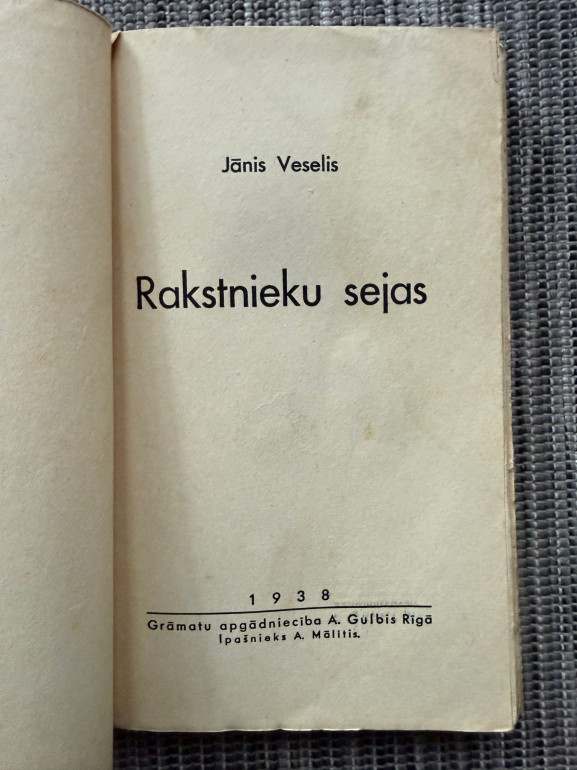 Jānis Veselis
Rakstnieku sejas
1938
Grāmatu apgādniecība A. Gulbis Rīgā
Īpašnieks A. Mālītis.